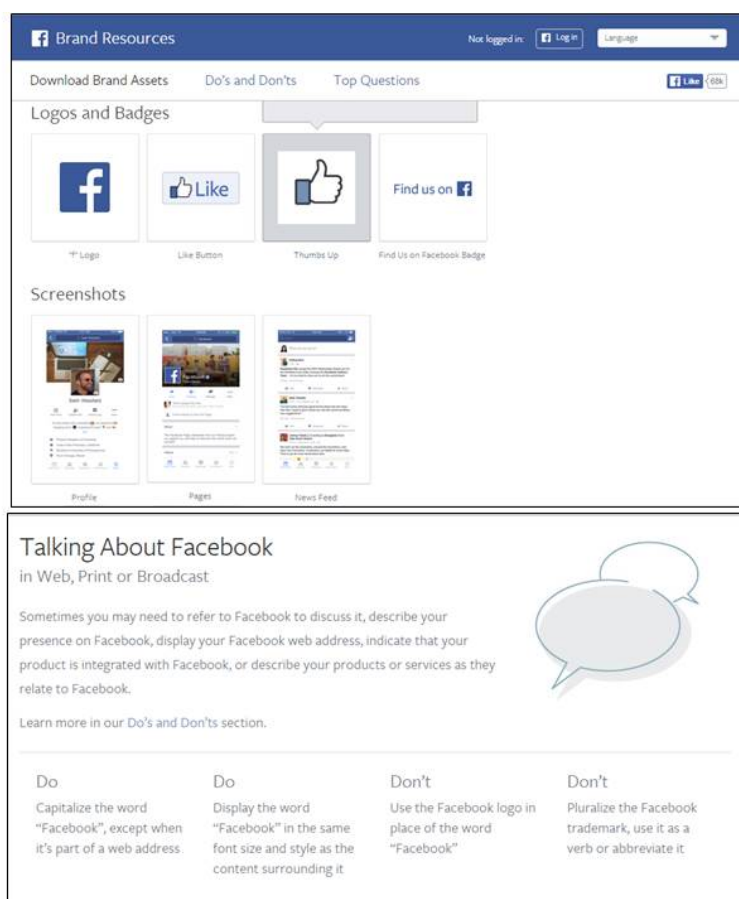 Brand Resources
Not logged in:
Log in
Language
Download Brand Assets
Do's and Don'ts
Top Questions
Like
68k
Logos and Badges
Like
Find us on
"f" Logo
Like Button
Thumbs Up
Find Us on Facebook Badge
Screenshots
Profile
Pages
News Feed
Talking About Facebook
in Web, Print or Broadcast
Sometimes you may need to refer to Facebook to discuss it, describe your
presence on Facebook, display your Facebook web address, indicate that your
product is integrated with Facebook, or describe your products or services as they
relate to Facebook.
Learn more in our Do's and Don'ts section.
Do
Capitalize the word
“Facebook”, except when
it's part of a web address
Do
Display the word
“Facebook” in the same
font size and style as the
content surrounding it
Don't
Use the Facebook logo in
place of the word
“Facebook”
Don't
Pluralize the Facebook
trademark, use it as a
verb or abbreviate it